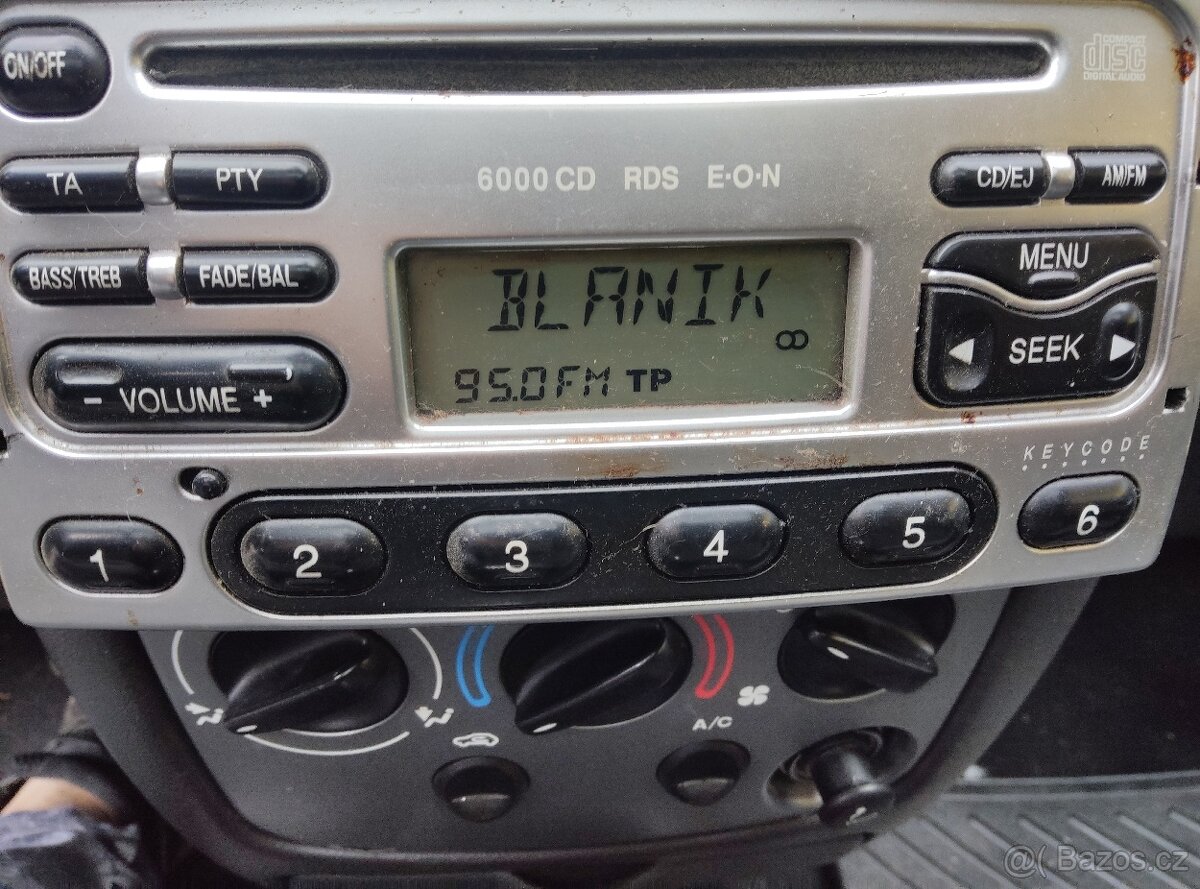 ON/OFF
COMPACT
disc
DIGITAL AUDIO
TA PTY
6000 CD RDS E·O·N
CD/EJ AM/FM
BASS/TREB FADE/BAL
MENU
BLANIK
SEEK
95.0FM TP
- VOLUME +
KEYCODE
1 2 3 4 5 6
A/C
@( Bazos.cz